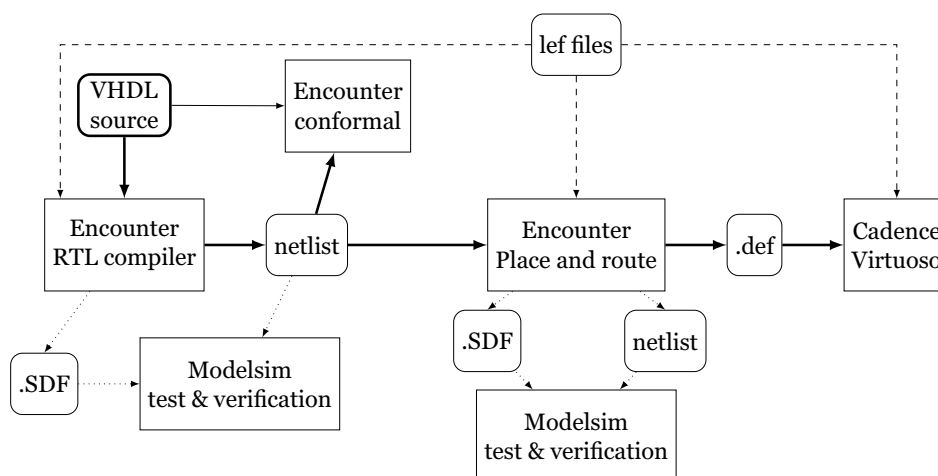 lef files
VHDL
source
Encounter
conformal
Encounter
RTL compiler
netlist
Encounter
Place and route
.def
Cadence
Virtuoso
.SDF
Modelsim
test & verification
.SDF
netlist
Modelsim
test & verification